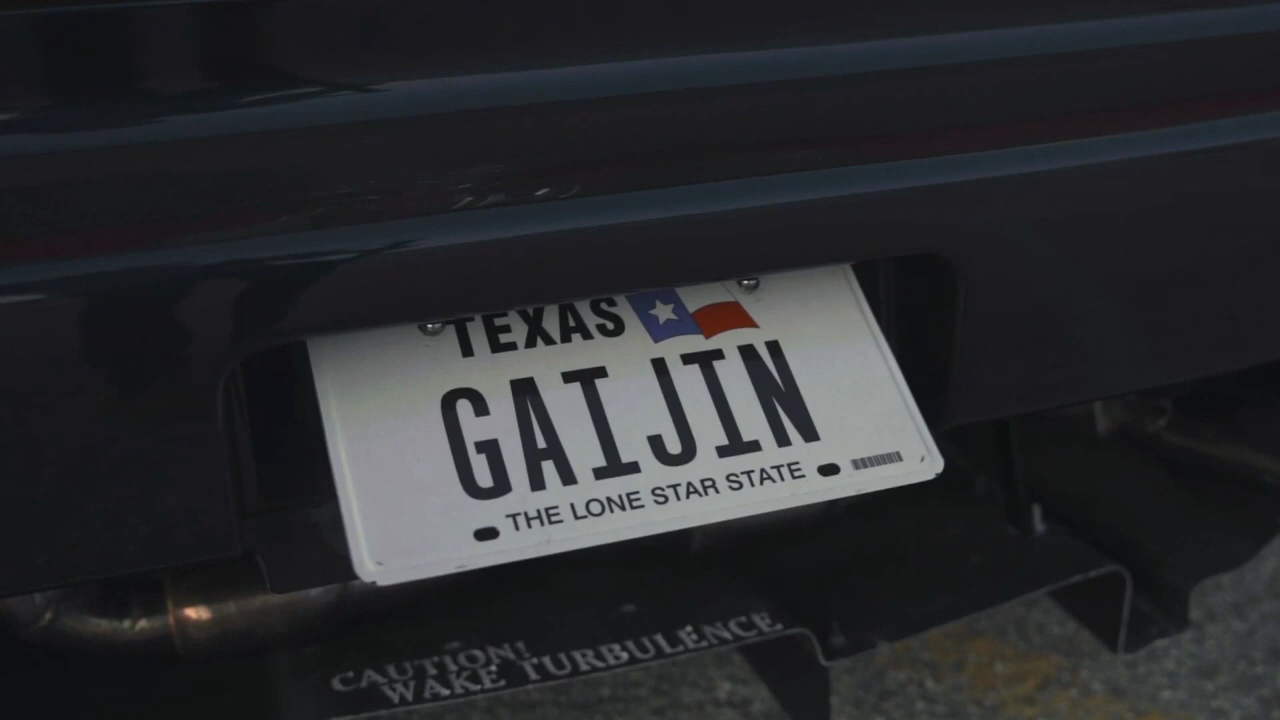 TEXAS
GAIJIN
THE LONE STAR STATE
CAUTION!
WAKE TURBULENCE